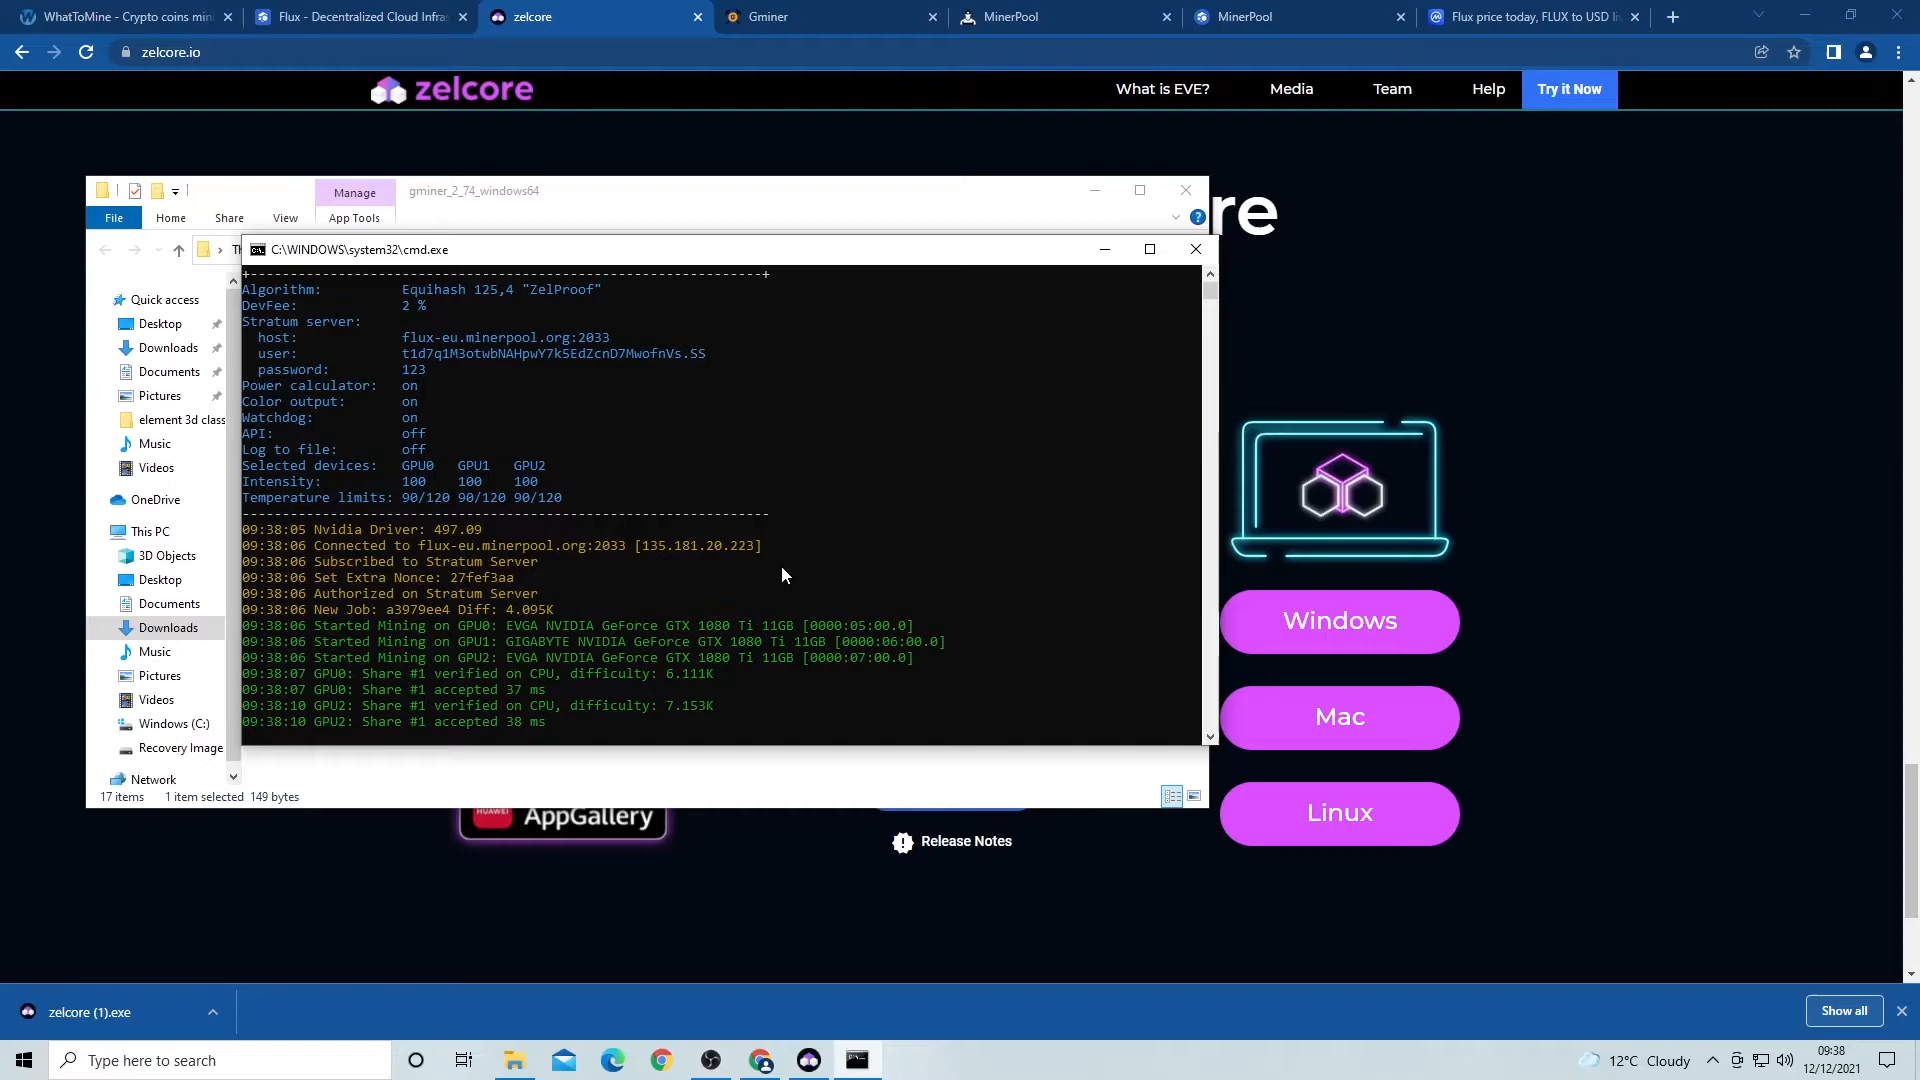 WhatToMine - Crypto coins min
Flux - Decentralized Cloud Infra
zelcore
Gminer
MinerPool
MinerPool
Flux price today, FLUX to USD li
zelcore.io
zelcore
What is EVE?
Media
Team
Help
Try it Now
re
Manage
gminer_2_74_windows64
File
Home
Share
View
App Tools
Th
C:\WINDOWS\system32\cmd.exe
Quick access
Desktop
Downloads
Documents
Pictures
element 3d class
Music
Videos
OneDrive
This PC
3D Objects
Desktop
Documents
Downloads
Music
Pictures
Videos
Windows (C:)
Recovery Image
Network
17 items 1 item selected 149 bytes
+----------------------------------------------------------------+
Algorithm: Equihash 125,4 "ZelProof"
DevFee: 2 %
Stratum server:
host: flux-eu.minerpool.org:2033
user: t1d7q1M3otwbNAHpwY7k5EdZcnD7MwofnVs.SS
password: 123
Power calculator: on
Color output: on
Watchdog: on
API: off
Log to file: off
Selected devices: GPU0 GPU1 GPU2
Intensity: 100 100 100
Temperature limits: 90/120 90/120 90/120
------------------------------------------------------------------
09:38:05 Nvidia Driver: 497.09
09:38:06 Connected to flux-eu.minerpool.org:2033 [135.181.20.223]
09:38:06 Subscribed to Stratum Server
09:38:06 Set Extra Nonce: 27fef3aa
09:38:06 Authorized on Stratum Server
09:38:06 New Job: a3979ee4 Diff: 4.095K
09:38:06 Started Mining on GPU0: EVGA NVIDIA GeForce GTX 1080 Ti 11GB [0000:05:00.0]
09:38:06 Started Mining on GPU1: GIGABYTE NVIDIA GeForce GTX 1080 Ti 11GB [0000:06:00.0]
09:38:06 Started Mining on GPU2: EVGA NVIDIA GeForce GTX 1080 Ti 11GB [0000:07:00.0]
09:38:07 GPU0: Share #1 verified on CPU, difficulty: 6.111K
09:38:07 GPU0: Share #1 accepted 37 ms
09:38:10 GPU2: Share #1 verified on CPU, difficulty: 7.153K
09:38:10 GPU2: Share #1 accepted 38 ms
Windows
Mac
Linux
HUAWEI
AppGallery
Release Notes
zelcore (1).exe
Show all
Type here to search
12°C Cloudy
09:38
12/12/2021